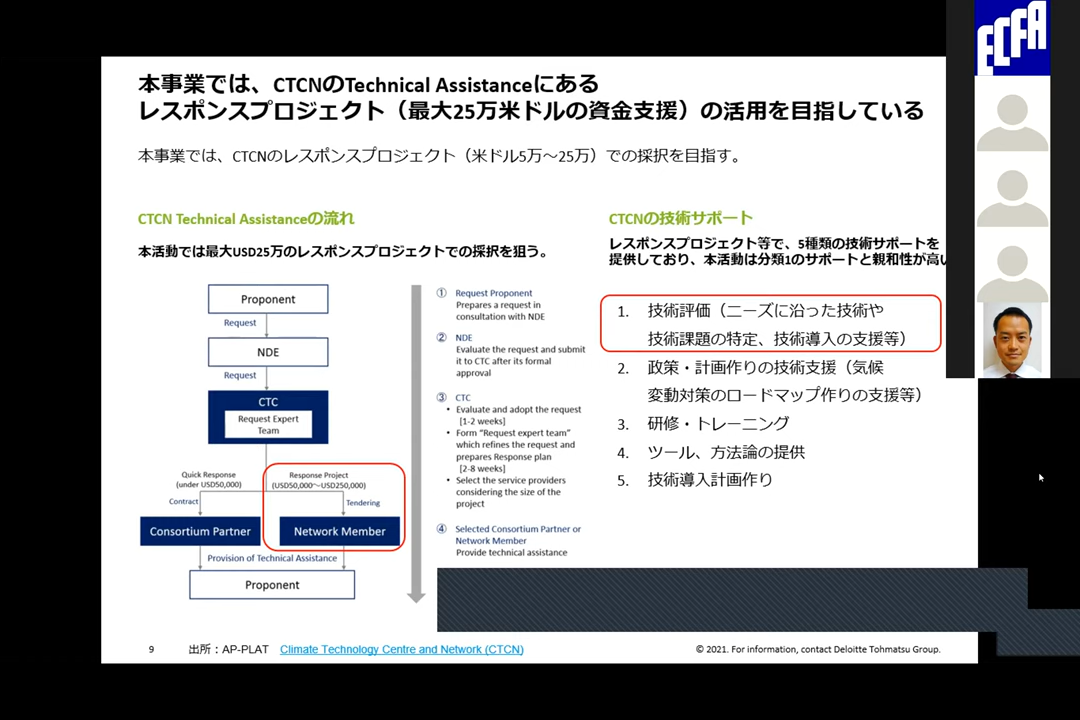 本事業では、CTCNのTechnical Assistanceにある
レスポンスプロジェクト（最大25万米ドルの資金支援）の活用を目指している
本事業では、CTCNのレスポンスプロジェクト（米ドル5万～25万）での採択を目指す。
CTCN Technical Assistanceの流れ
本活動では最大USD25万のレスポンスプロジェクトでの採択を狙う。
Proponent
Request
NDE
Request
CTC
Request Expert
Team
Quick Response
(under USD50,000)
Response Project
(USD50,000～USD250,000)
Contract
Tendering
Consortium Partner
Network Member
Provision of Technical Assistance
Proponent
① Request Proponent
Prepares a request in
consultation with NDE
② NDE
Evaluate the request and submit
it to CTC after its formal
approval
③ CTC
• Evaluate and adopt the request
[1-2 weeks]
• Form “Request expert team”
which refines the request and
prepares Response plan
[2-8 weeks]
• Select the service providers
considering the size of the
project
④ Selected Consortium Partner or
Network Member
Provide technical assistance
CTCNの技術サポート
レスポンスプロジェクト等で、5種類の技術サポートを
提供しており、本活動は分類1のサポートと親和性が高い
1. 技術評価（ニーズに沿った技術や
技術課題の特定、技術導入の支援等）
2. 政策・計画作りの技術支援（気候
変動対策のロードマップ作りの支援等）
3. 研修・トレーニング
4. ツール、方法論の提供
5. 技術導入計画作り
9
出所：AP-PLAT Climate Technology Centre and Network (CTCN)
© 2021. For information, contact Deloitte Tohmatsu Group.
ECFA